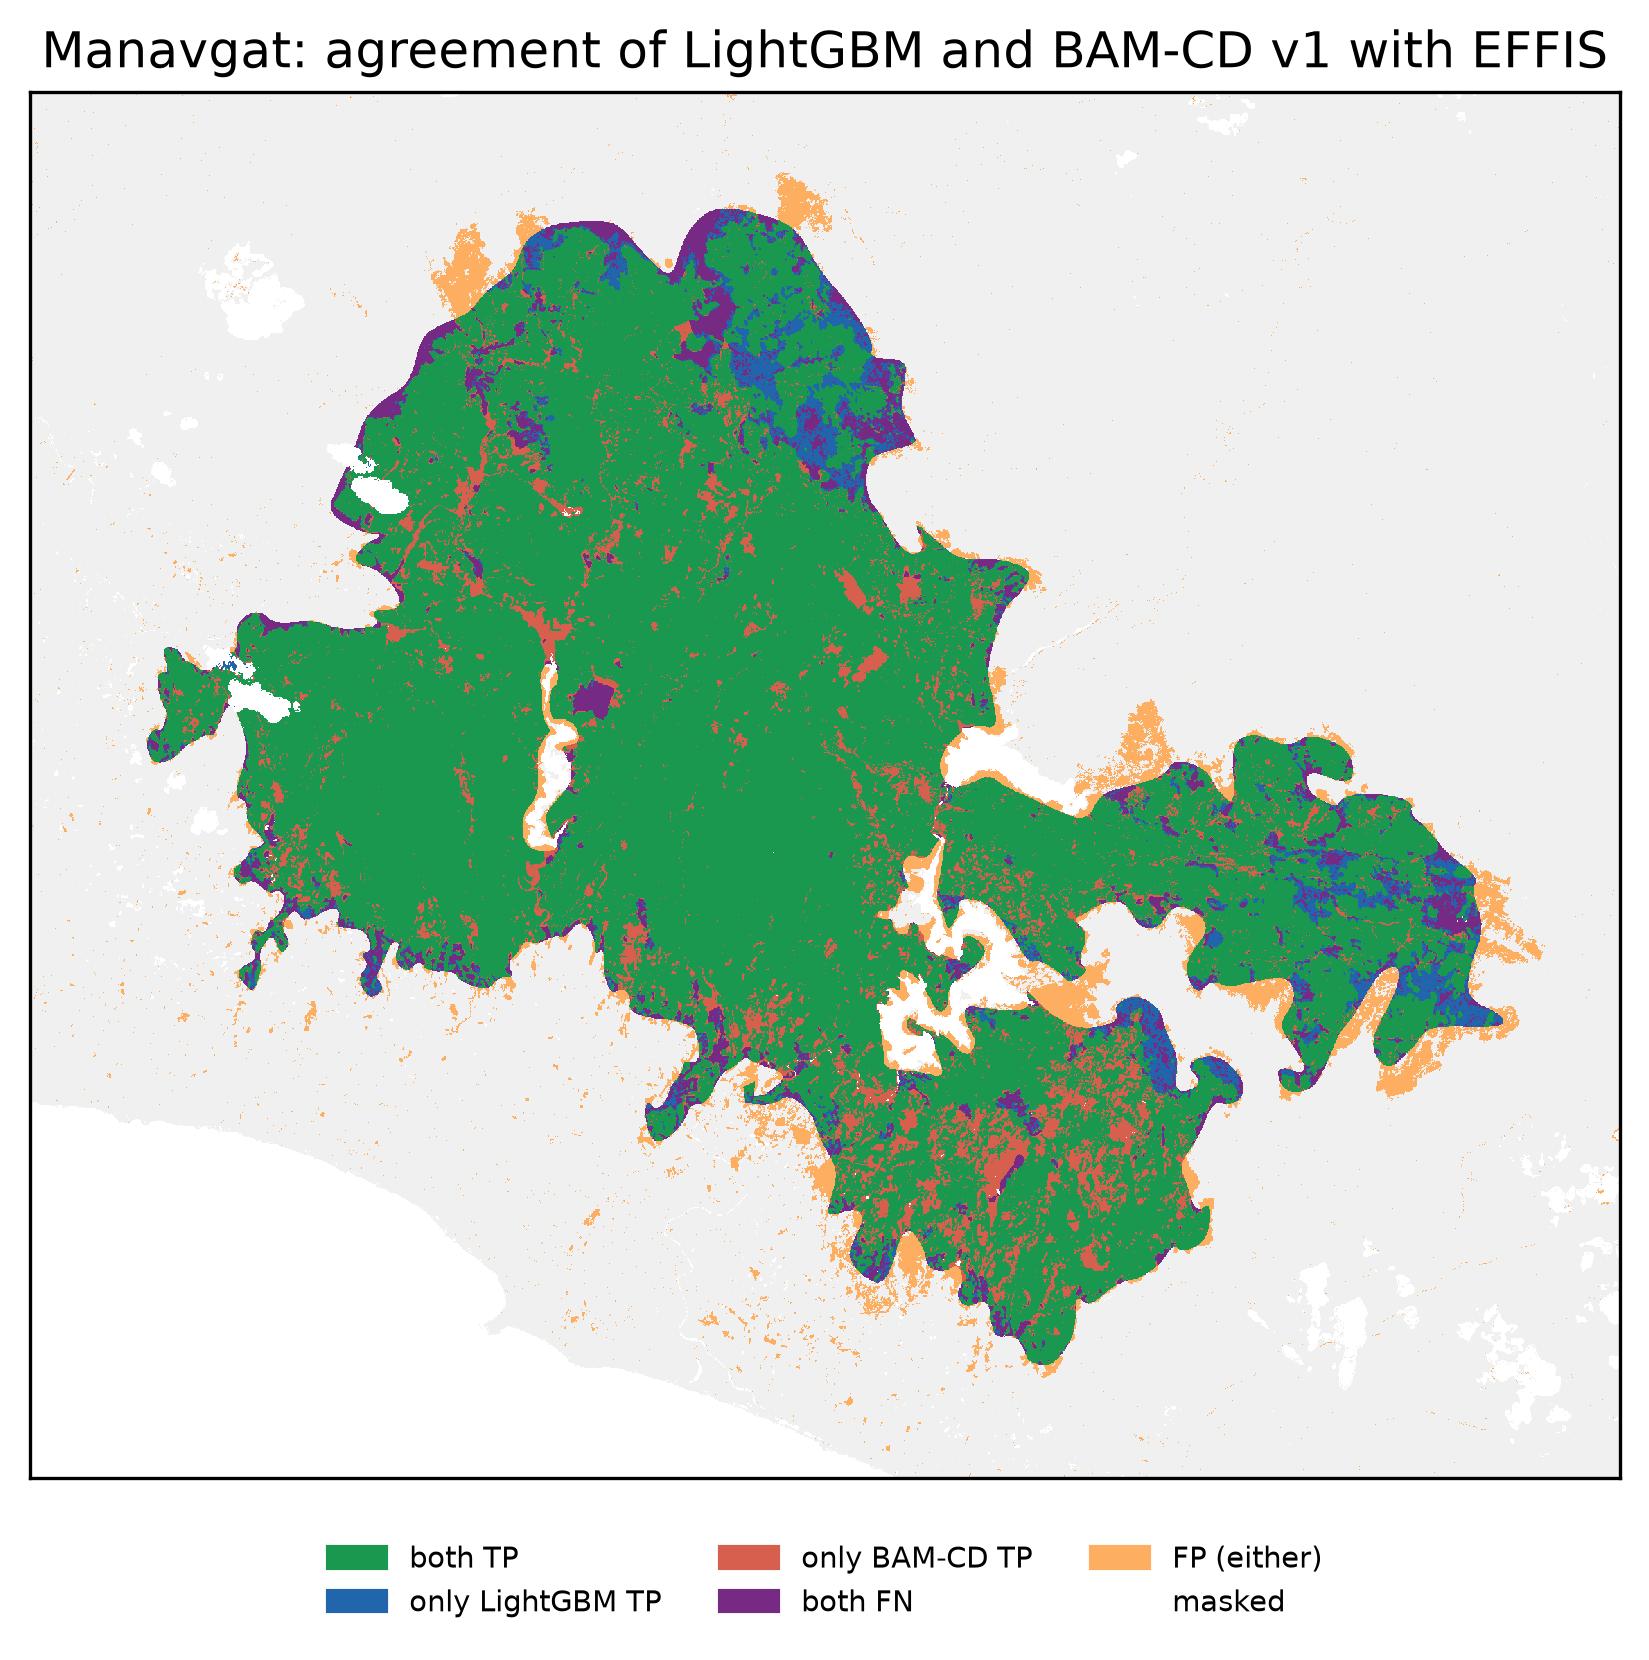 Manavgat: agreement of LightGBM and BAM-CD v1 with EFFIS
both TP
only BAM-CD TP
FP (either)
only LightGBM TP
both FN
masked